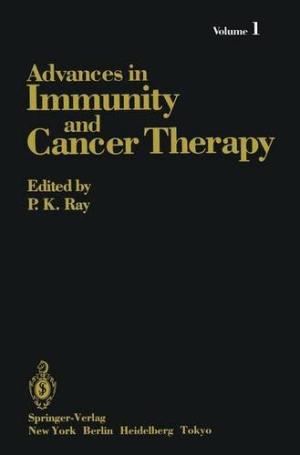 Volume 1
Advances in
Immunity
and
Cancer Therapy
Edited by
P. K. Ray
Springer-Verlag
New York Berlin Heidelberg Tokyo